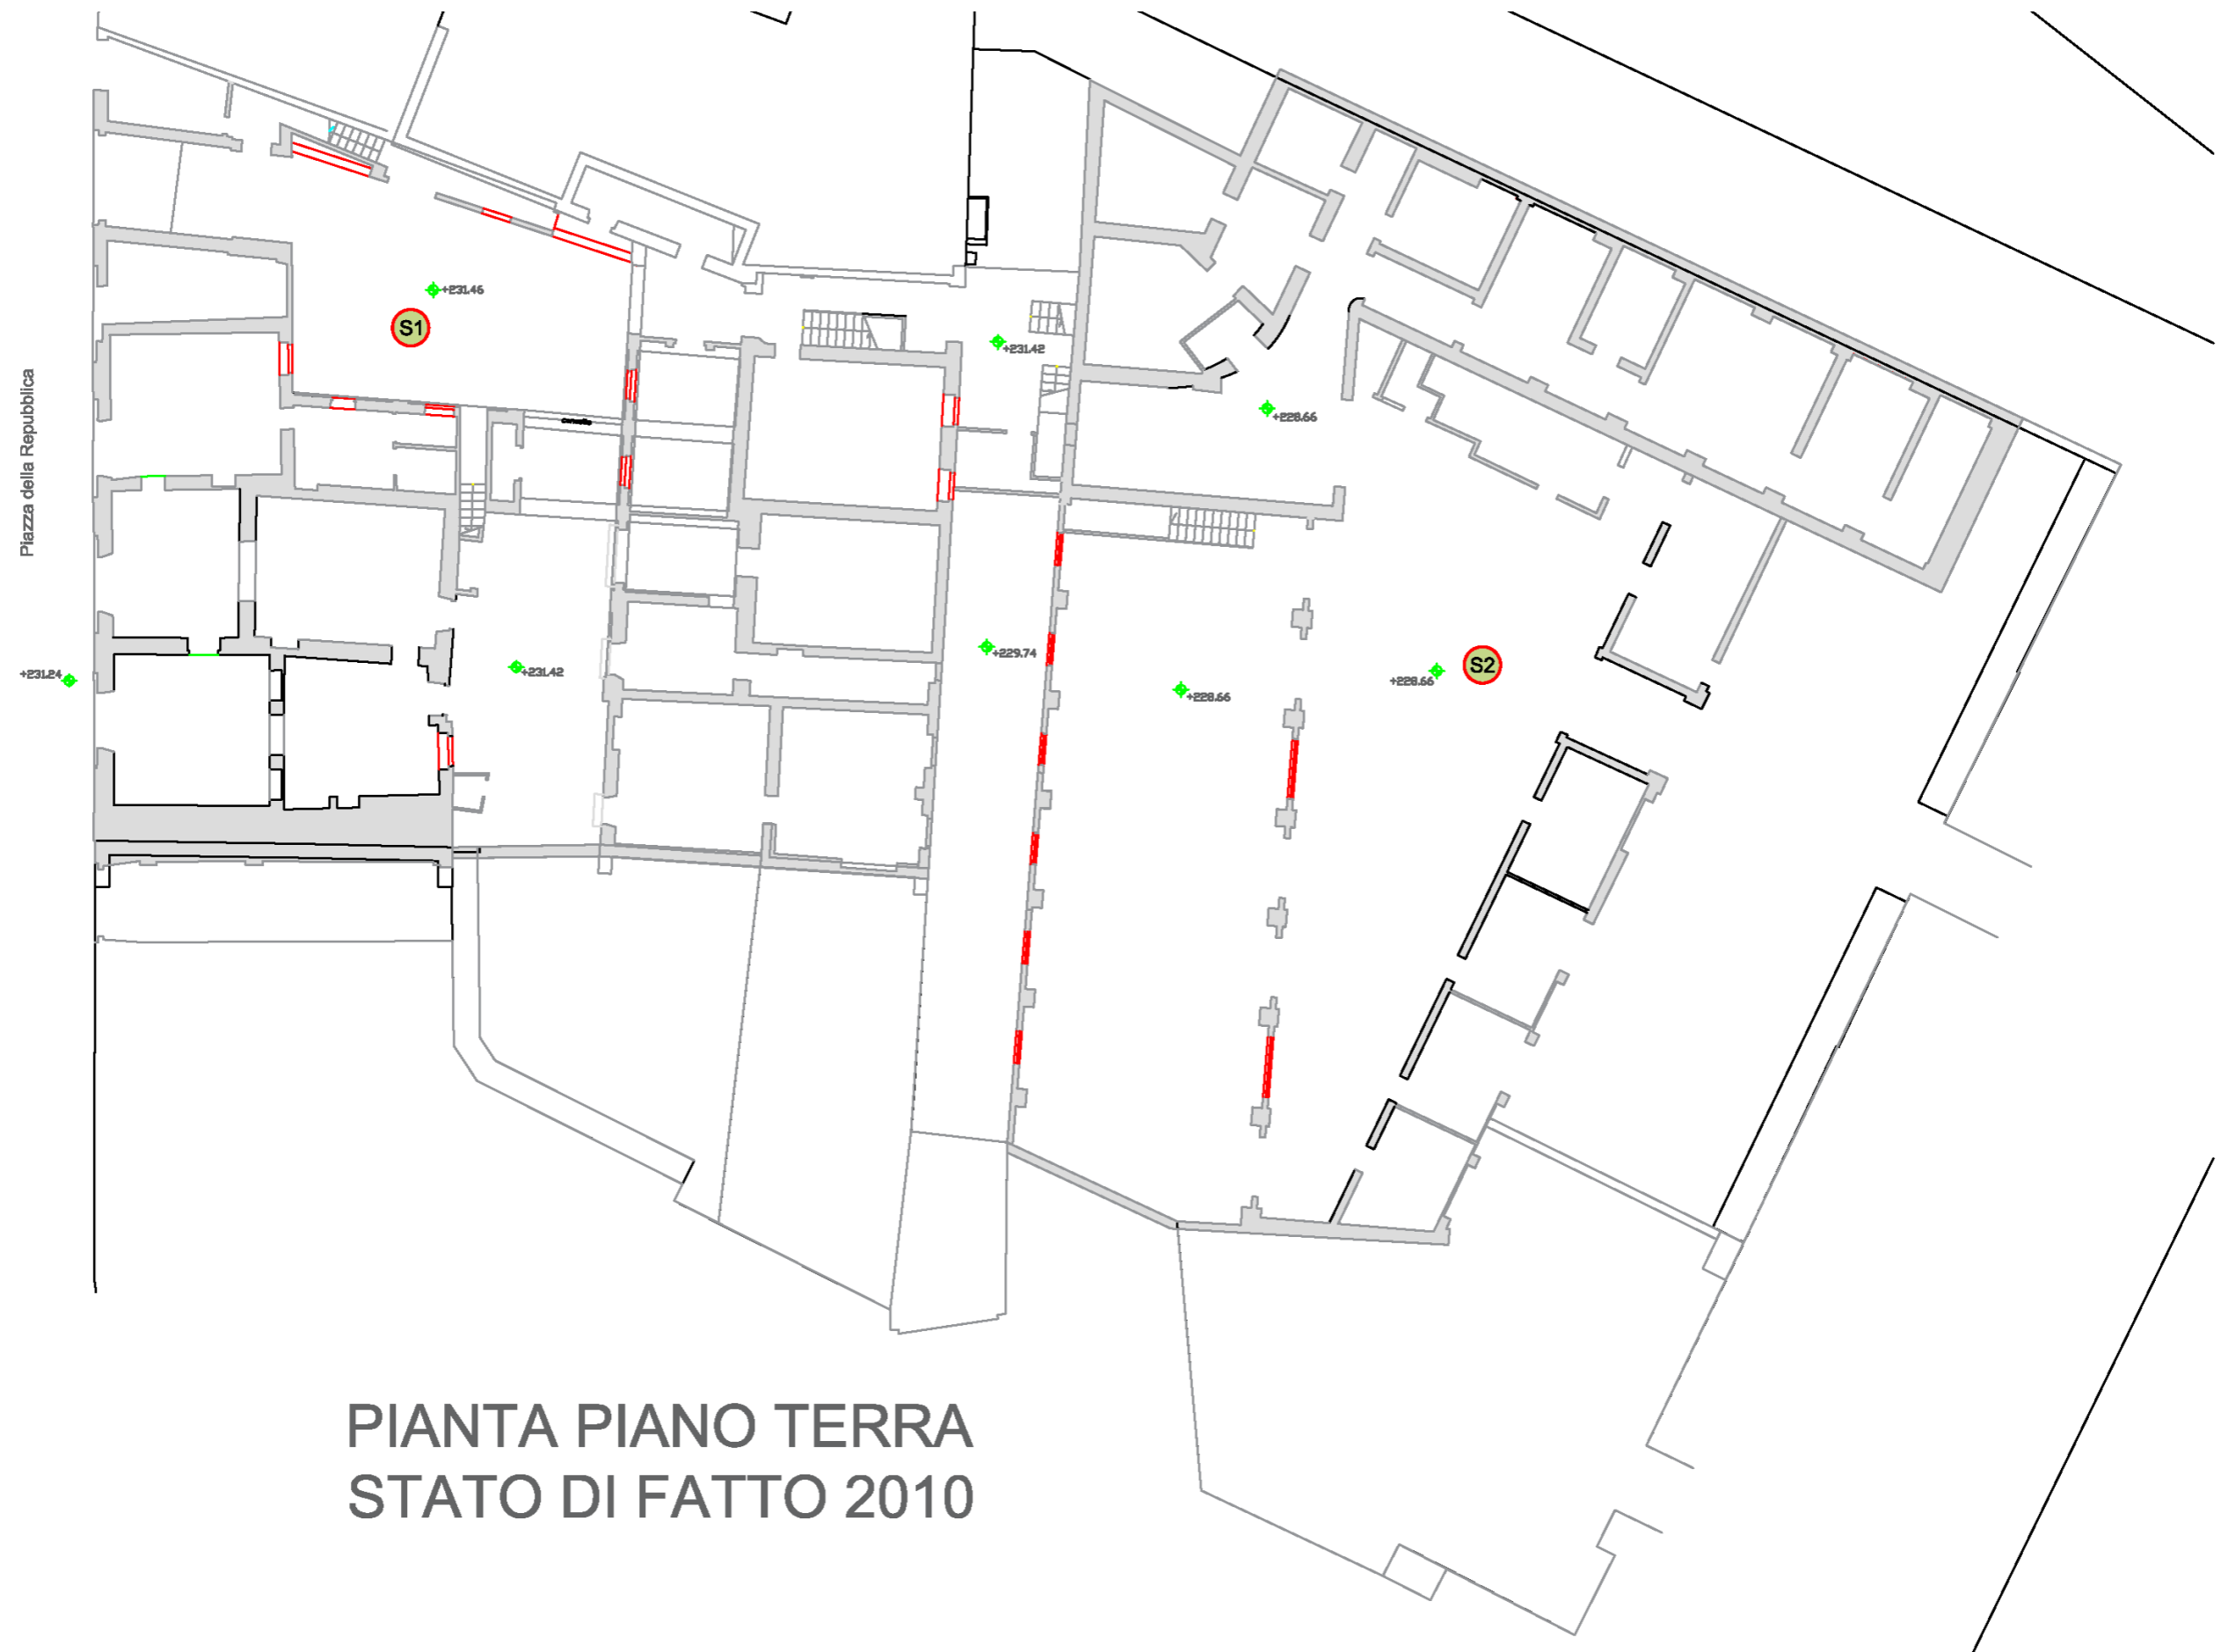 +231.46
S1
+231.42
Piazza della Repubblica
+228.66
+231.24
+231.42
+229.74
+228.66
+228.66
S2
PIANTA PIANO TERRA
STATO DI FATTO 2010